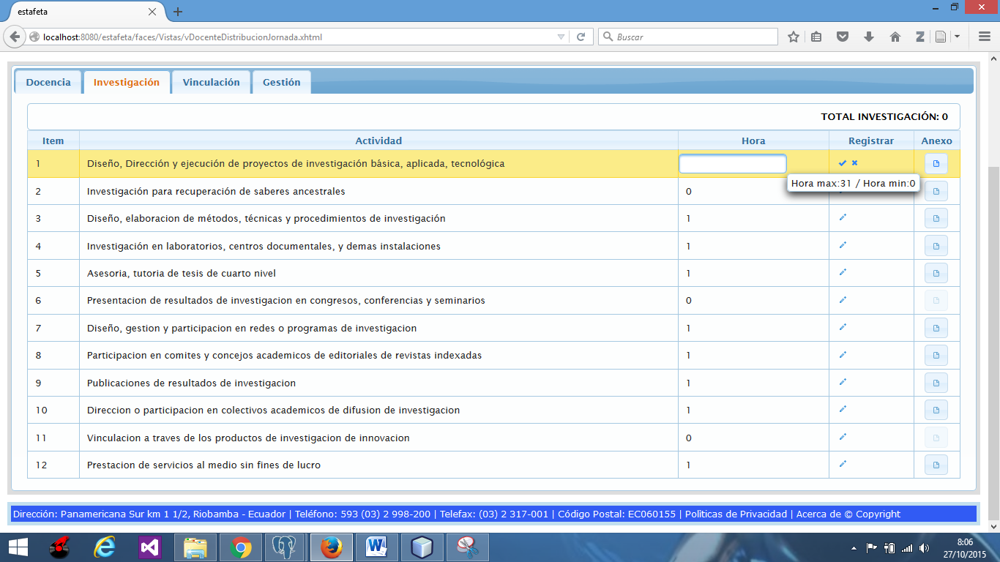 estafeta
localhost:8080/estafeta/faces/Vistas/vDocenteDistribucionJornada.xhtml
Buscar
Docencia
Investigación
Vinculación
Gestión
TOTAL INVESTIGACIÓN: 0
Item Actividad Hora Registrar Anexo
1 Diseño, Dirección y ejecución de proyectos de investigación básica, aplicada, tecnológica
Hora max:31 / Hora min:0
2 Investigación para recuperación de saberes ancestrales 0
3 Diseño, elaboracion de métodos, técnicas y procedimientos de investigación 1
4 Investigación en laboratorios, centros documentales, y demas instalaciones 1
5 Asesoria, tutoria de tesis de cuarto nivel 1
6 Presentacion de resultados de investigacion en congresos, conferencias y seminarios 0
7 Diseño, gestion y participacion en redes o programas de investigacion 1
8 Participacion en comites y concejos academicos de editoriales de revistas indexadas 1
9 Publicaciones de resultados de investigacion 1
10 Direccion o participacion en colectivos academicos de difusion de investigacion 1
11 Vinculacion a traves de los productos de investigacion de innovacion 0
12 Prestacion de servicios al medio sin fines de lucro 1
Dirección: Panamericana Sur km 1 1/2, Riobamba - Ecuador | Teléfono: 593 (03) 2 998-200 | Telefax: (03) 2 317-001 | Código Postal: EC060155 | Polìticas de Privacidad | Acerca de © Copyright
8:06
27/10/2015